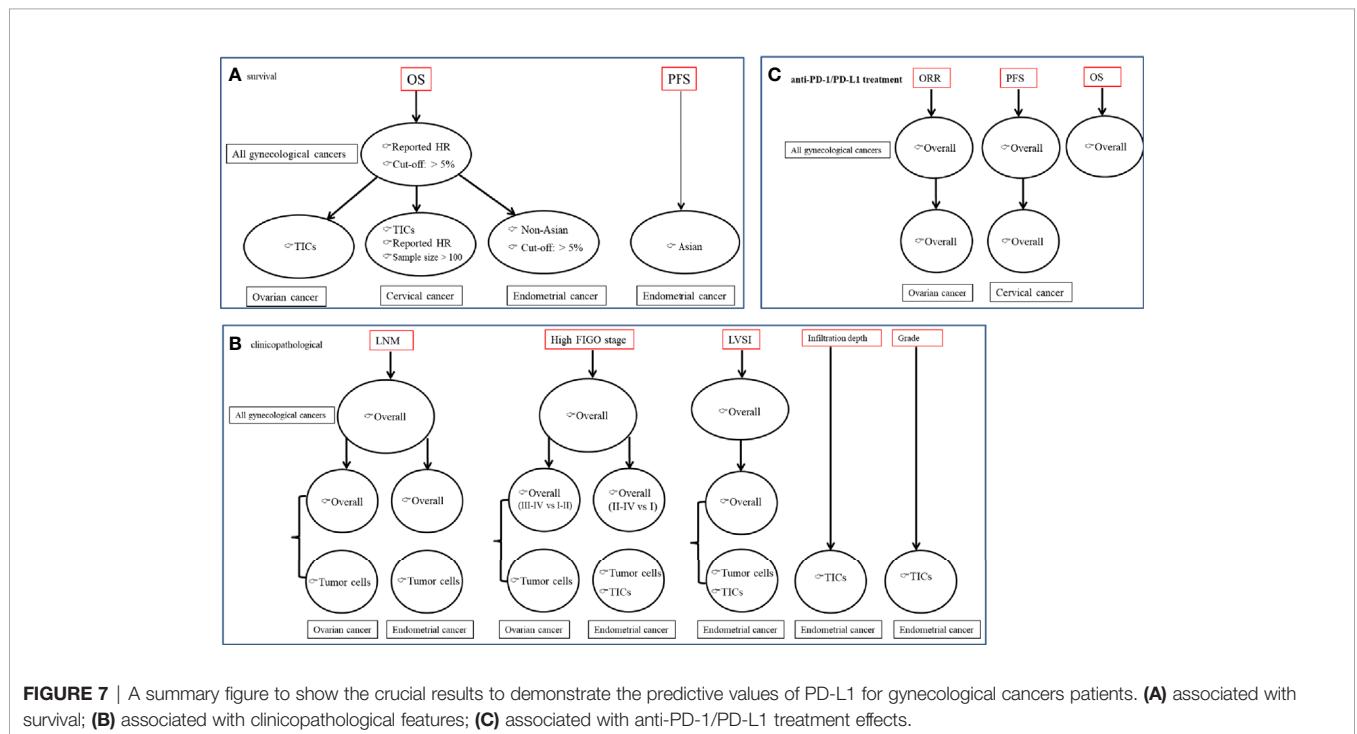 A survival
OS
PFS
All gynecological cancers
☞Reported HR
☞Cut-off: > 5%
☞TICs
☞TICs
☞Reported HR
☞Sample size > 100
☞ Non-Asian
☞ Cut-off: > 5%
☞ Asian
Ovarian cancer
Cervical cancer
Endometrial cancer
Endometrial cancer
C anti-PD-1/PD-L1 treatment
ORR
PFS
OS
All gynecological cancers
☞Overall
☞Overall
☞Overall
☞Overall
☞Overall
Ovarian cancer
Cervical cancer
B clinicopathological
LNM
High FIGO stage
LVSI
Infiltration depth
Grade
All gynecological cancers
☞Overall
☞Overall
☞Overall
☞Overall
☞Overall
☞Overall
(III-IV vs I-II)
☞Overall
(II-IV vs I)
☞Overall
☞Tumor cells
☞Tumor cells
☞Tumor cells
☞Tumor cells
☞TICs
☞Tumor cells
☞TICs
☞TICs
☞TICs
Ovarian cancer
Endometrial cancer
Ovarian cancer
Endometrial cancer
Endometrial cancer
Endometrial cancer
Endometrial cancer
FIGURE 7 | A summary figure to show the crucial results to demonstrate the predictive values of PD-L1 for gynecological cancers patients. (A) associated with
survival; (B) associated with clinicopathological features; (C) associated with anti-PD-1/PD-L1 treatment effects.